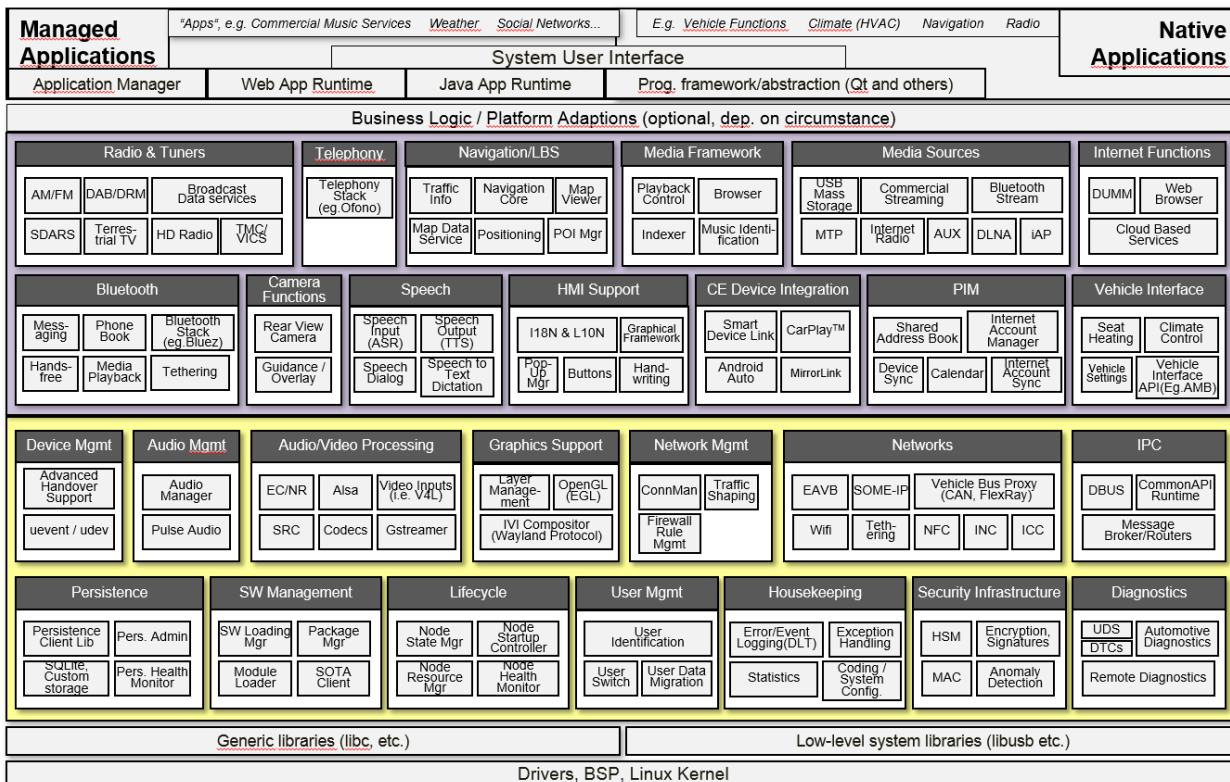 Managed
Applications
"Apps", e.g. Commercial Music Services Weather Social Networks...
E.g. Vehicle Functions Climate (HVAC) Navigation Radio
Native
Applications
System User Interface
Application Manager
Web App Runtime
Java App Runtime
Prog. framework/abstraction (Qt and others)
Business Logic / Platform Adaptions (optional, dep. on circumstance)
Radio & Tuners
AM/FM
DAB/DRM
Broadcast
Data services
SDARS
Terres-
trial TV
HD Radio
TMC/
VICS
Telephony
Telephony
Stack
(eg.Ofono)
Navigation/LBS
Traffic
Info
Navigation
Core
Map
Viewer
Map Data
Service
Positioning
POI Mgr
Media Framework
Playback
Control
Browser
Indexer
Music Identi-
fication
Media Sources
USB
Mass
Storage
Commercial
Streaming
Bluetooth
Stream
MTP
Internet
Radio
AUX
DLNA
iAP
Internet Functions
DUMM
Web
Browser
Cloud Based
Services
Bluetooth
Mess-
aging
Phone
Book
Bluetooth
Stack
(eg.Bluez)
Hands-
free
Media
Playback
Tethering
Camera
Functions
Rear View
Camera
Guidance /
Overlay
Speech
Speech
Input
(ASR)
Speech
Output
(TTS)
Speech
Dialog
Speech to
Text
Dictation
HMI Support
I18N & L10N
Graphical
Framework
Pop-
Up
Mgr
Buttons
Hand-
writing
CE Device Integration
Smart
Device Link
CarPlay™
Android
Auto
MirrorLink
PIM
Shared
Address Book
Internet
Account
Manager
Device
Sync
Calendar
Internet
Account
Sync
Vehicle Interface
Seat
Heating
Climate
Control
Vehicle
Settings
Vehicle
Interface
API(Eg.AMB)
Device Mgmt
Advanced
Handover
Support
uevent / udev
Audio Mgmt
Audio
Manager
Pulse Audio
Audio/Video Processing
EC/NR
Alsa
Video Inputs
(i.e. V4L)
SRC
Codecs
Gstreamer
Graphics Support
Layer
Manage-
ment
OpenGL
(EGL)
IVI Compositor
(Wayland Protocol)
Network Mgmt
ConnMan
Traffic
Shaping
Firewall
Rule
Mgmt
Networks
EAVB
SOME-IP
Vehicle Bus Proxy
(CAN, FlexRay)
Wifi
Teth-
ering
NFC
INC
ICC
IPC
DBUS
CommonAPI
Runtime
Message
Broker/Routers
Persistence
Persistence
Client Lib
Pers. Admin
SQLite,
Custom
storage
Pers. Health
Monitor
SW Management
SW Loading
Mgr
Package
Mgr
Module
Loader
SOTA
Client
Lifecycle
Node
State Mgr
Node
Startup
Controller
Node
Resource
Mgr
Node
Health
Monitor
User Mgmt
User
Identification
User
Switch
User Data
Migration
Housekeeping
Error/Event
Logging(DLT)
Exception
Handling
Statistics
Coding /
System
Config.
Security Infrastructure
HSM
Encryption,
Signatures
MAC
Anomaly
Detection
Diagnostics
UDS
DTCs
Automotive
Diagnostics
Remote Diagnostics
Generic libraries (libc, etc.)
Low-level system libraries (libusb etc.)
Drivers, BSP, Linux Kernel